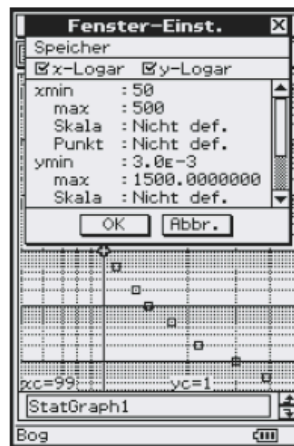 Fenster-Einst.
Speicher
x-Logar y-Logar
xmin :50
max :500
Skala :Nicht def.
Punkt :Nicht def.
ymin :3.0E-3
max :1500.0000000
Skala :Nicht def.
OK Abbr.
xc=99 yc=1
StatGraph1
Bog